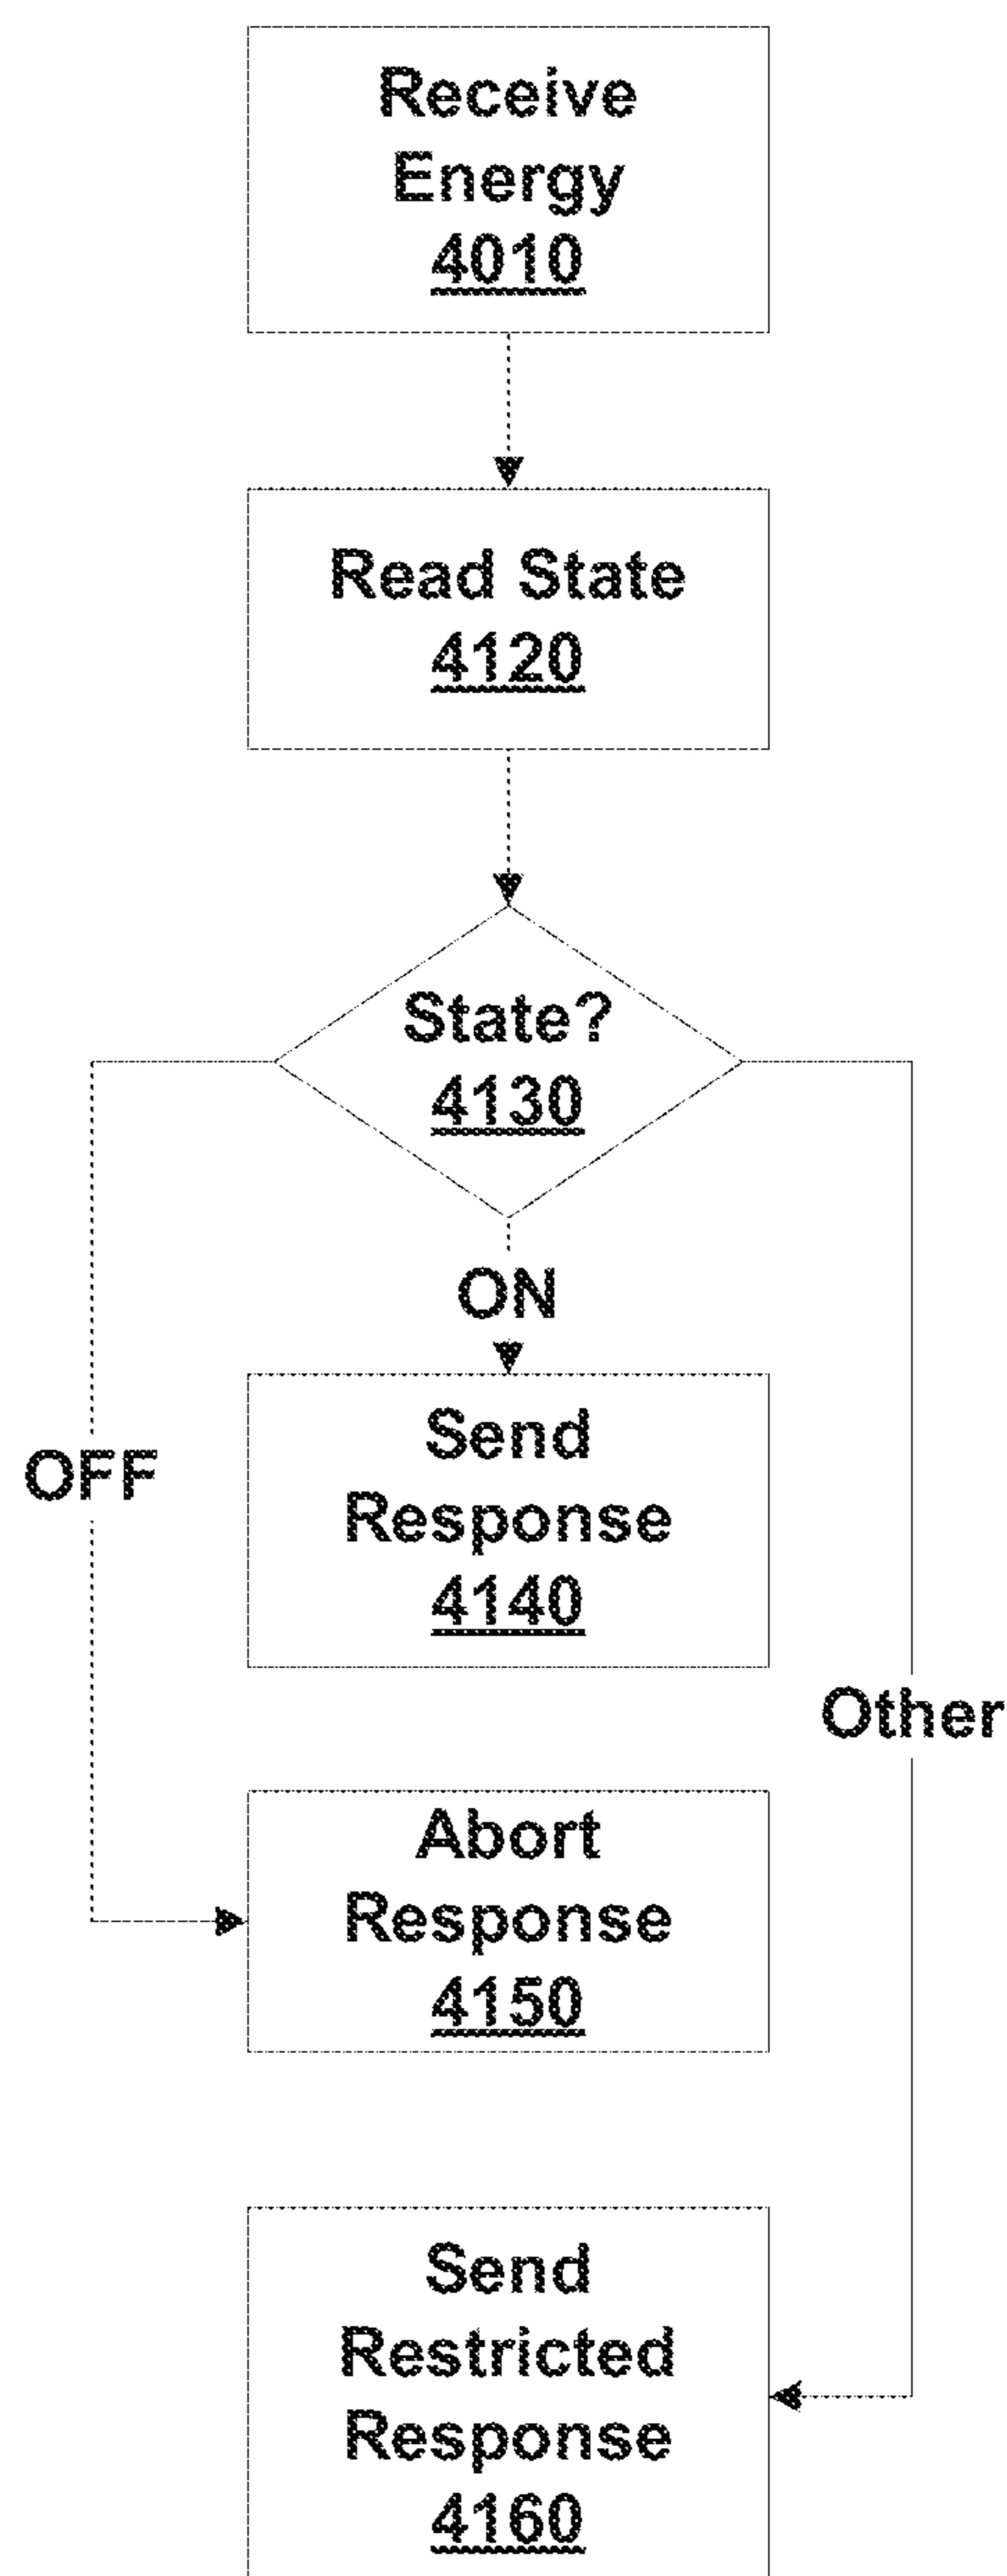 Receive
Energy
4010
Read State
4120
State?
4130
ON
Send
Response
4140
OFF
Other
Abort
Response
4150
Send
Restricted
Response
4160